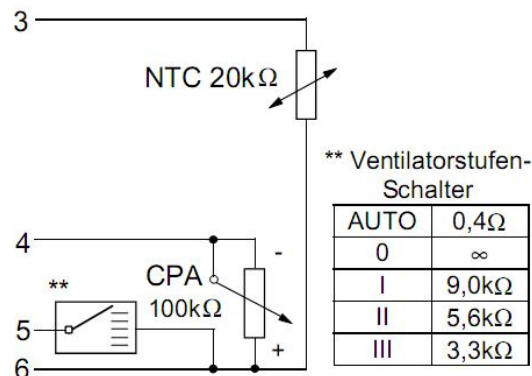 3
NTC 20kΩ
** Ventilatorstufen-
Schalter
AUTO 0,4Ω
0 ∞
I 9,0kΩ
II 5,6kΩ
III 3,3kΩ
4
-
**
CPA
100kΩ
5
+
6